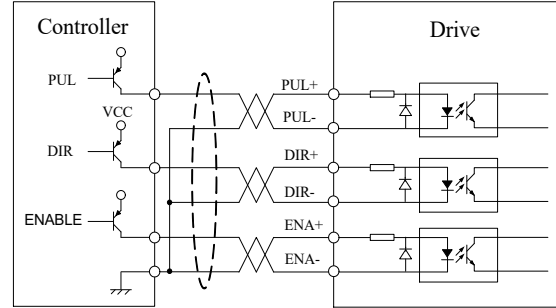 Controller
Drive
PUL
PUL+
PUL-
VCC
DIR
DIR+
DIR-
ENABLE
ENA+
ENA-